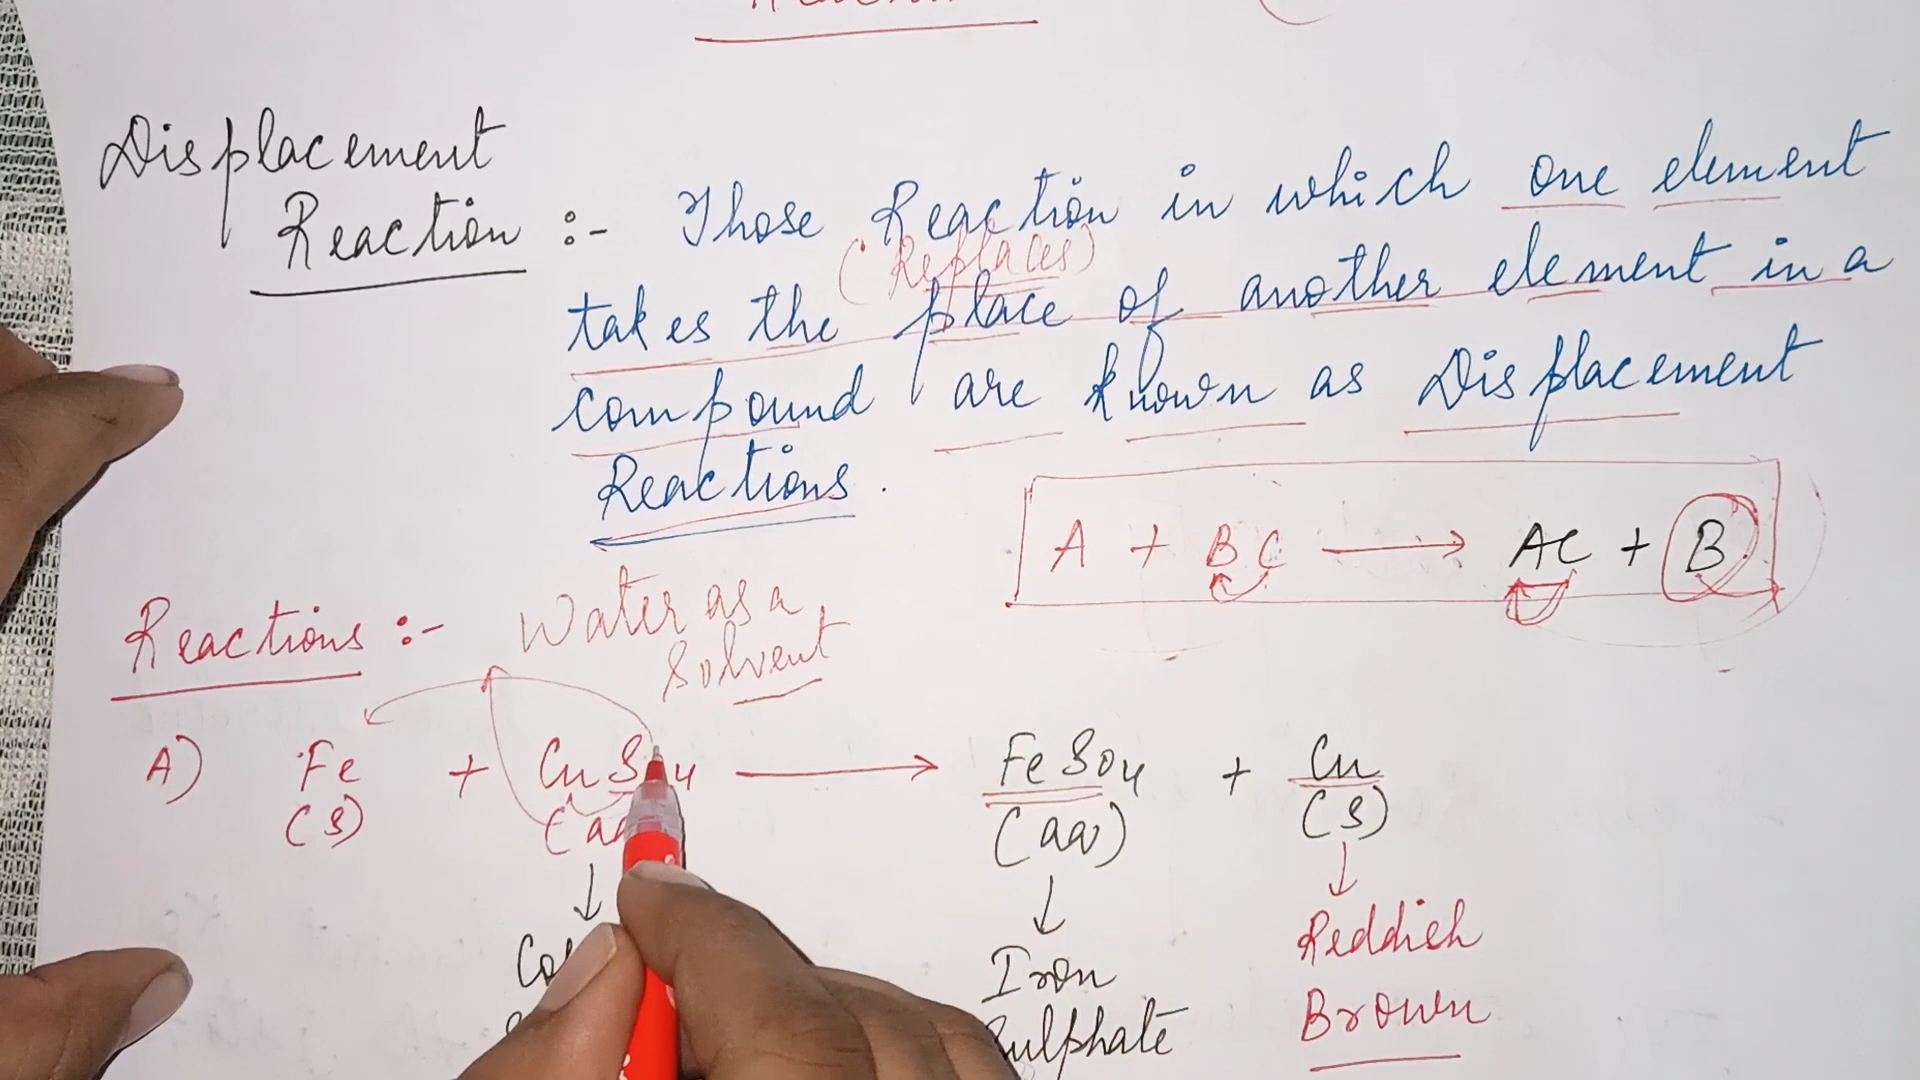 Displacement
Reaction :- Those Reaction in which one element
(Replaces)
takes the place of another element in a
compound are known as Displacement
Reactions.
A + BC → AC + B
Reactions :- Water as a
Solvent
A) Fe + CuSO4 → FeSO4 + Cu
(s) (aq) (s)
Iron Reddish
Sulphate Brown